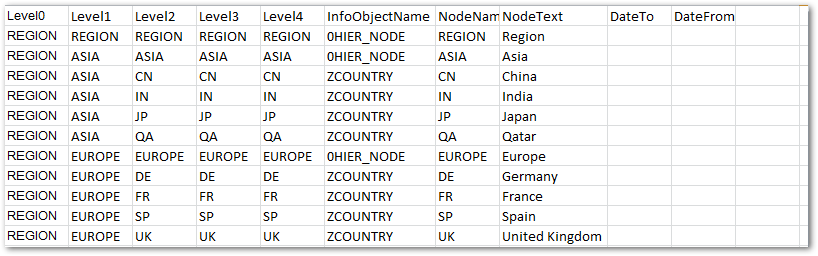 Level0 Level1 Level2 Level3 Level4 InfoObjectName NodeNam NodeText DateTo DateFrom
REGION REGION REGION REGION REGION 0HIER_NODE REGION Region
REGION ASIA ASIA ASIA ASIA 0HIER_NODE ASIA Asia
REGION ASIA CN CN CN ZCOUNTRY CN China
REGION ASIA IN IN IN ZCOUNTRY IN India
REGION ASIA JP JP JP ZCOUNTRY JP Japan
REGION ASIA QA QA QA ZCOUNTRY QA Qatar
REGION EUROPE EUROPE EUROPE EUROPE 0HIER_NODE EUROPE Europe
REGION EUROPE DE DE DE ZCOUNTRY DE Germany
REGION EUROPE FR FR FR ZCOUNTRY FR France
REGION EUROPE SP SP SP ZCOUNTRY SP Spain
REGION EUROPE UK UK UK ZCOUNTRY UK United Kingdom